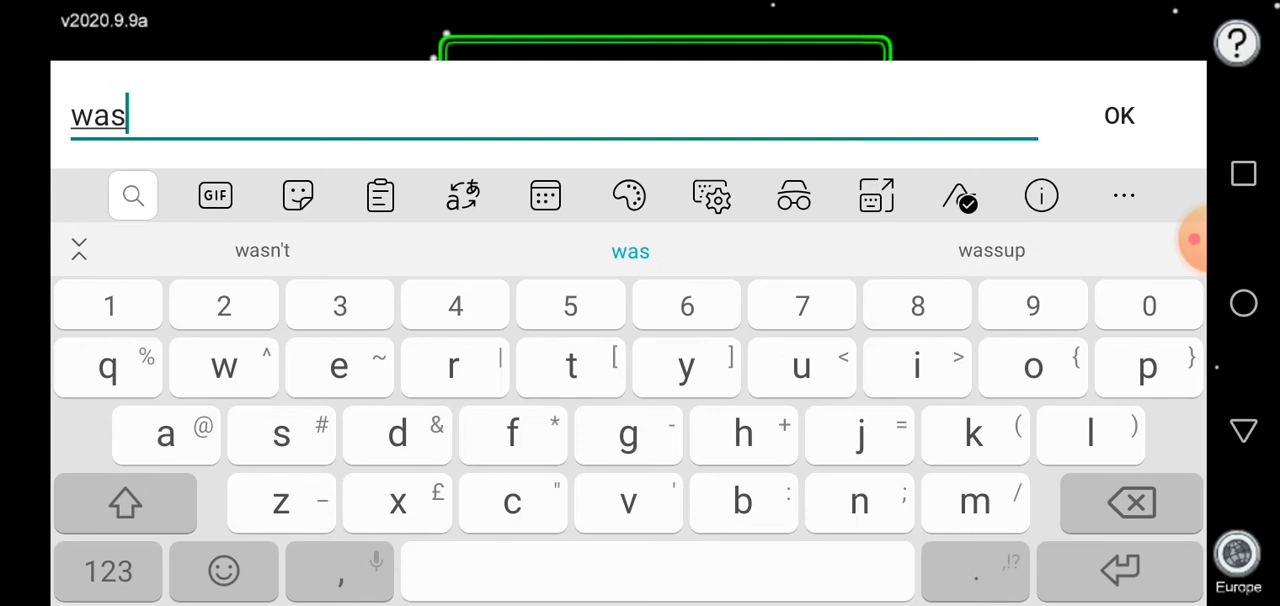 v2020.9.9a
?
was
OK
GIF
wasn't was wassup
1 2 3 4 5 6 7 8 9 0
q % w ^ e ~ r | t [ y ] u < i > o { p }
a @ s # d & f * g - h + j = k ( l )
z _ x £ c " v ' b : n ; m /
123 , . ,!?
Europe